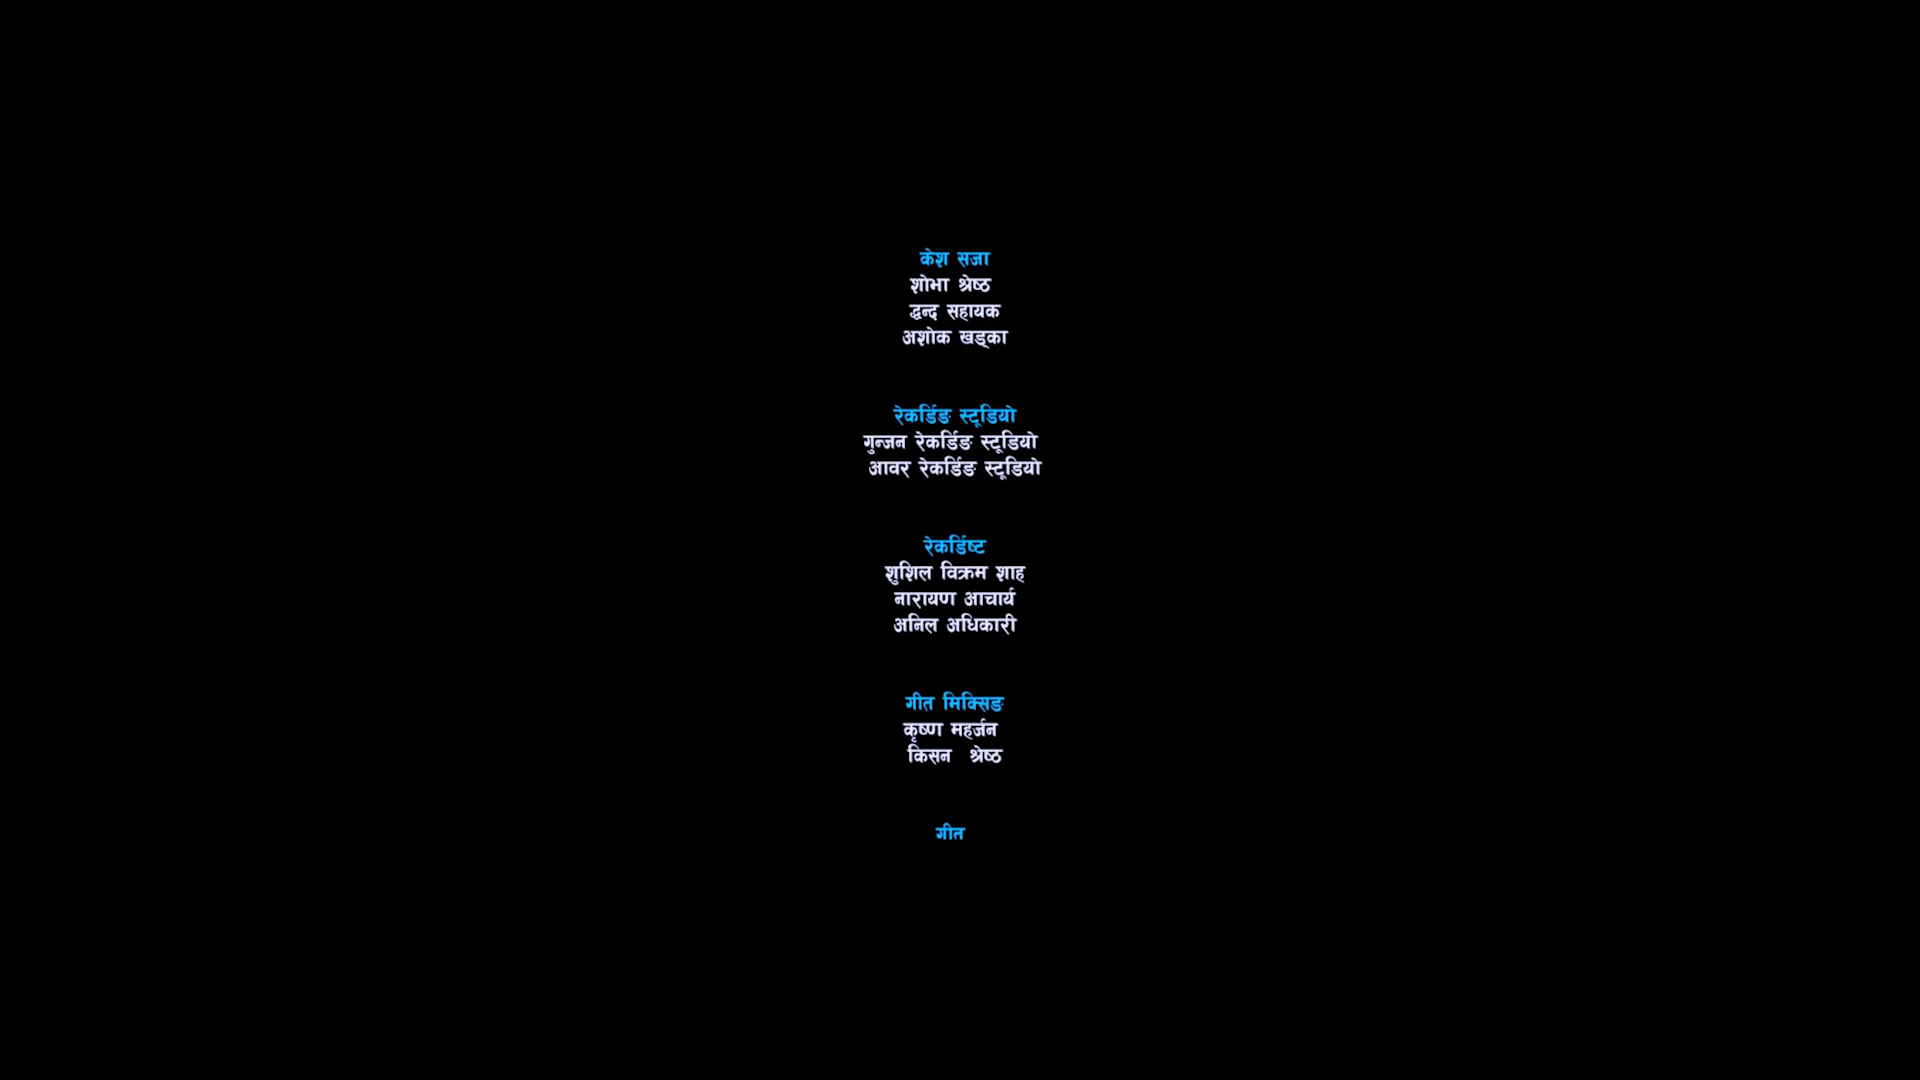 केश सजा
शोभा श्रेष्ठ
द्धन्द सहायक
अशोक खड्का
रेकर्डिङ स्टूडियो
गुन्जन रेकर्डिङ स्टूडियो
आवर रेकर्डिङ स्टूडियो
रेकर्डिष्ट
शुशिल विक्रम शाह
नारायण आचार्य
अनिल अधिकारी
गीत मिक्सिङ
कृष्ण महर्जन
किसन श्रेष्ठ
गीत